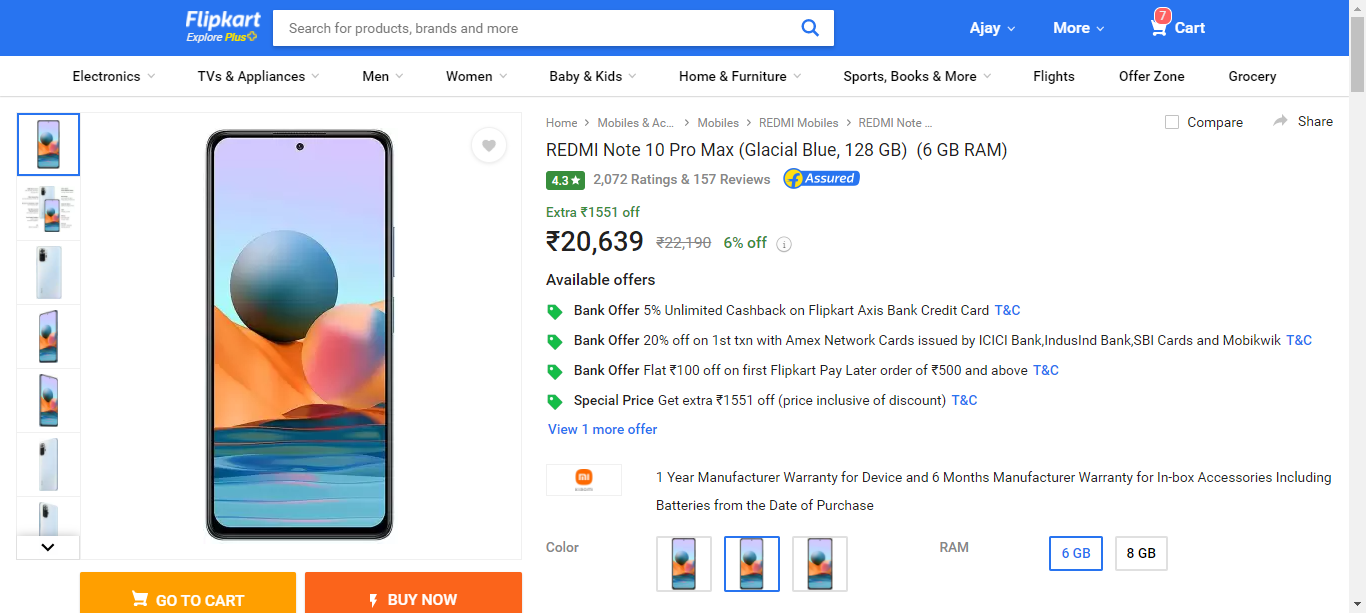 Flipkart
Explore Plus
Search for products, brands and more
Ajay
More
7
Cart
Electronics
TVs & Appliances
Men
Women
Baby & Kids
Home & Furniture
Sports, Books & More
Flights
Offer Zone
Grocery
Home
Mobiles & Ac...
Mobiles
REDMI Mobiles
REDMI Note ...
Compare
Share
REDMI Note 10 Pro Max (Glacial Blue, 128 GB) (6 GB RAM)
4.3★ 2,072 Ratings & 157 Reviews
Assured
Extra ₹1551 off
₹20,639 ₹22,190 6% off
Available offers
Bank Offer 5% Unlimited Cashback on Flipkart Axis Bank Credit Card T&C
Bank Offer 20% off on 1st txn with Amex Network Cards issued by ICICI Bank,IndusInd Bank,SBI Cards and Mobikwik T&C
Bank Offer Flat ₹100 off on first Flipkart Pay Later order of ₹500 and above T&C
Special Price Get extra ₹1551 off (price inclusive of discount) T&C
View 1 more offer
1 Year Manufacturer Warranty for Device and 6 Months Manufacturer Warranty for In-box Accessories Including
Batteries from the Date of Purchase
Color
RAM
6 GB
8 GB
GO TO CART
BUY NOW